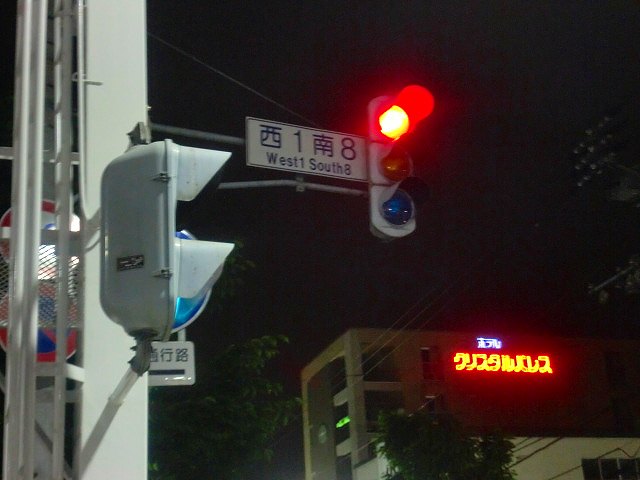 西1南8
West1 South8
ホテル
クリスタルパレス
通行路